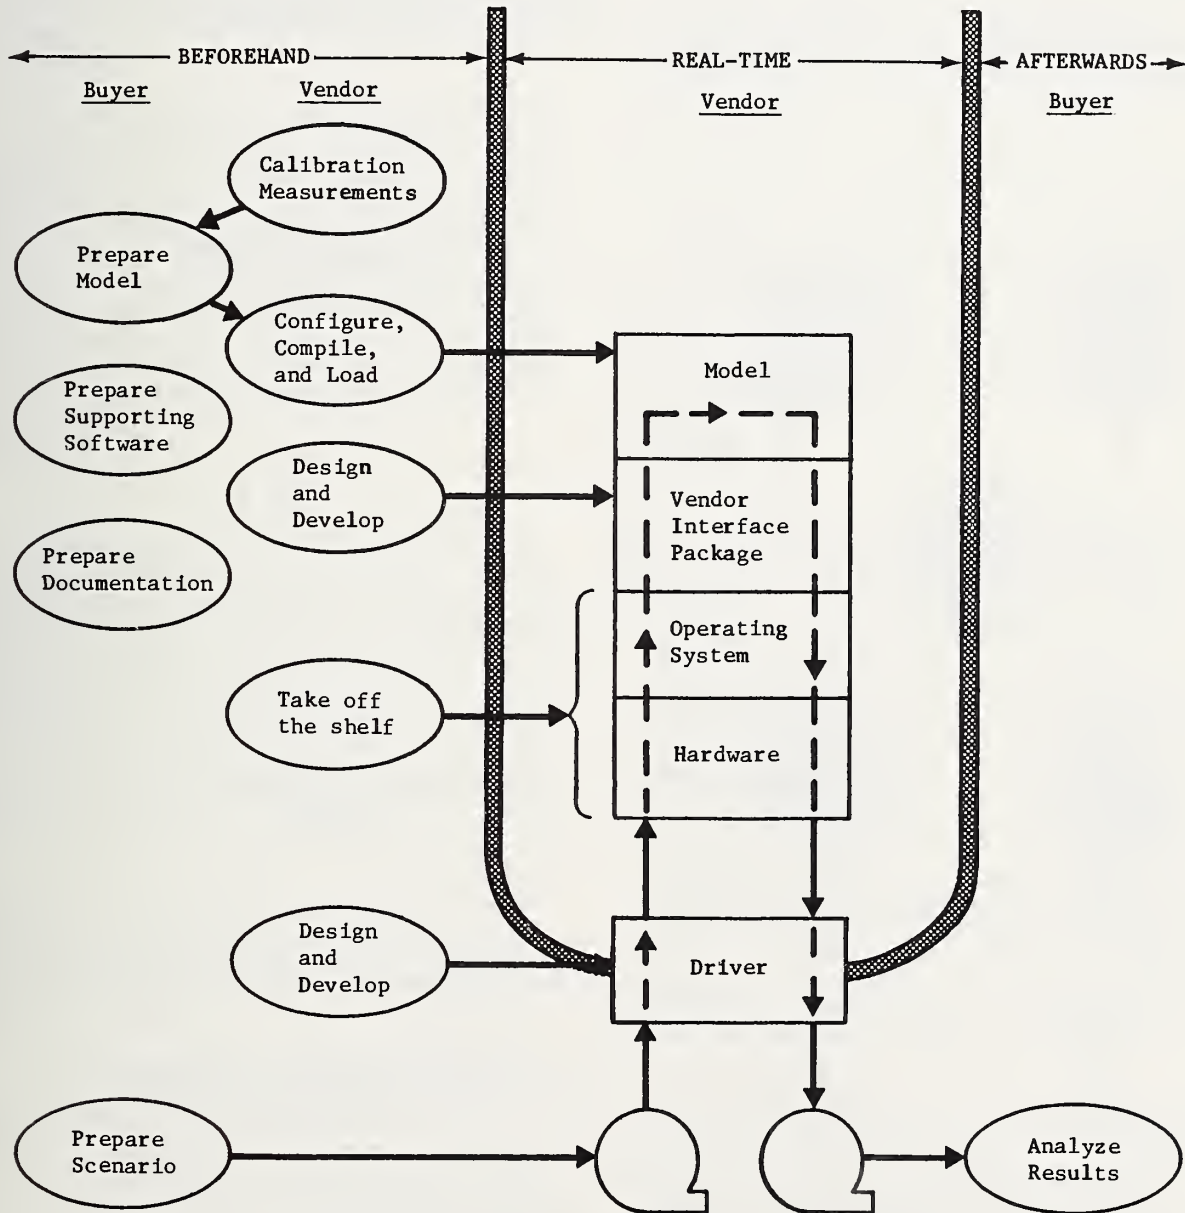 BEFOREHAND
REAL-TIME
AFTERWARDS
Buyer
Vendor
Vendor
Buyer
Calibration
Measurements
Prepare
Model
Configure,
Compile,
and Load
Model
Prepare
Supporting
Software
Design
and
Develop
Vendor
Interface
Package
Prepare
Documentation
Operating
System
Take off
the shelf
Hardware
Design
and
Develop
Driver
Prepare
Scenario
Analyze
Results